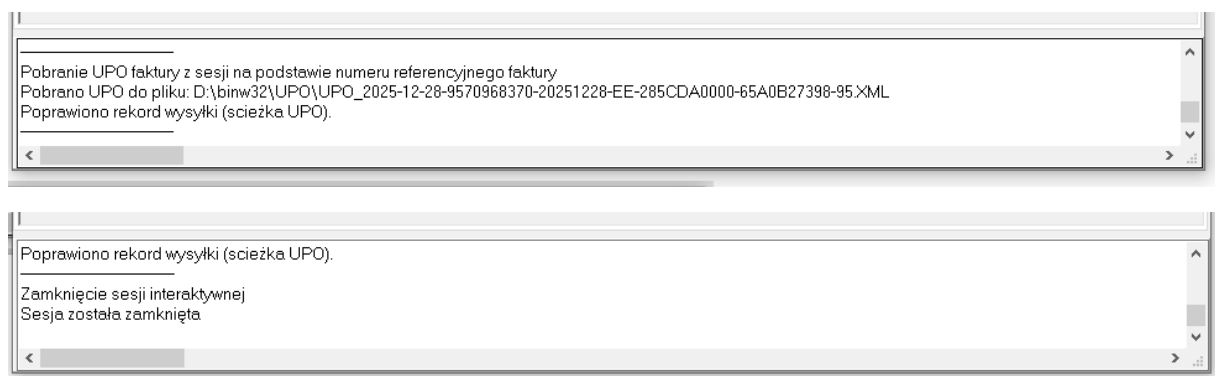 Pobranie UPO faktury z sesji na podstawie numeru referencyjnego faktury
Pobrano UPO do pliku: D:\binw32\UPO\UPO_2025-12-28-9570968370-20251228-EE-285CDA0000-65A0B27398-95.XML
Poprawiono rekord wysyłki (scieżka UPO).
Poprawiono rekord wysyłki (scieżka UPO).
Zamknięcie sesji interaktywnej
Sesja została zamknięta